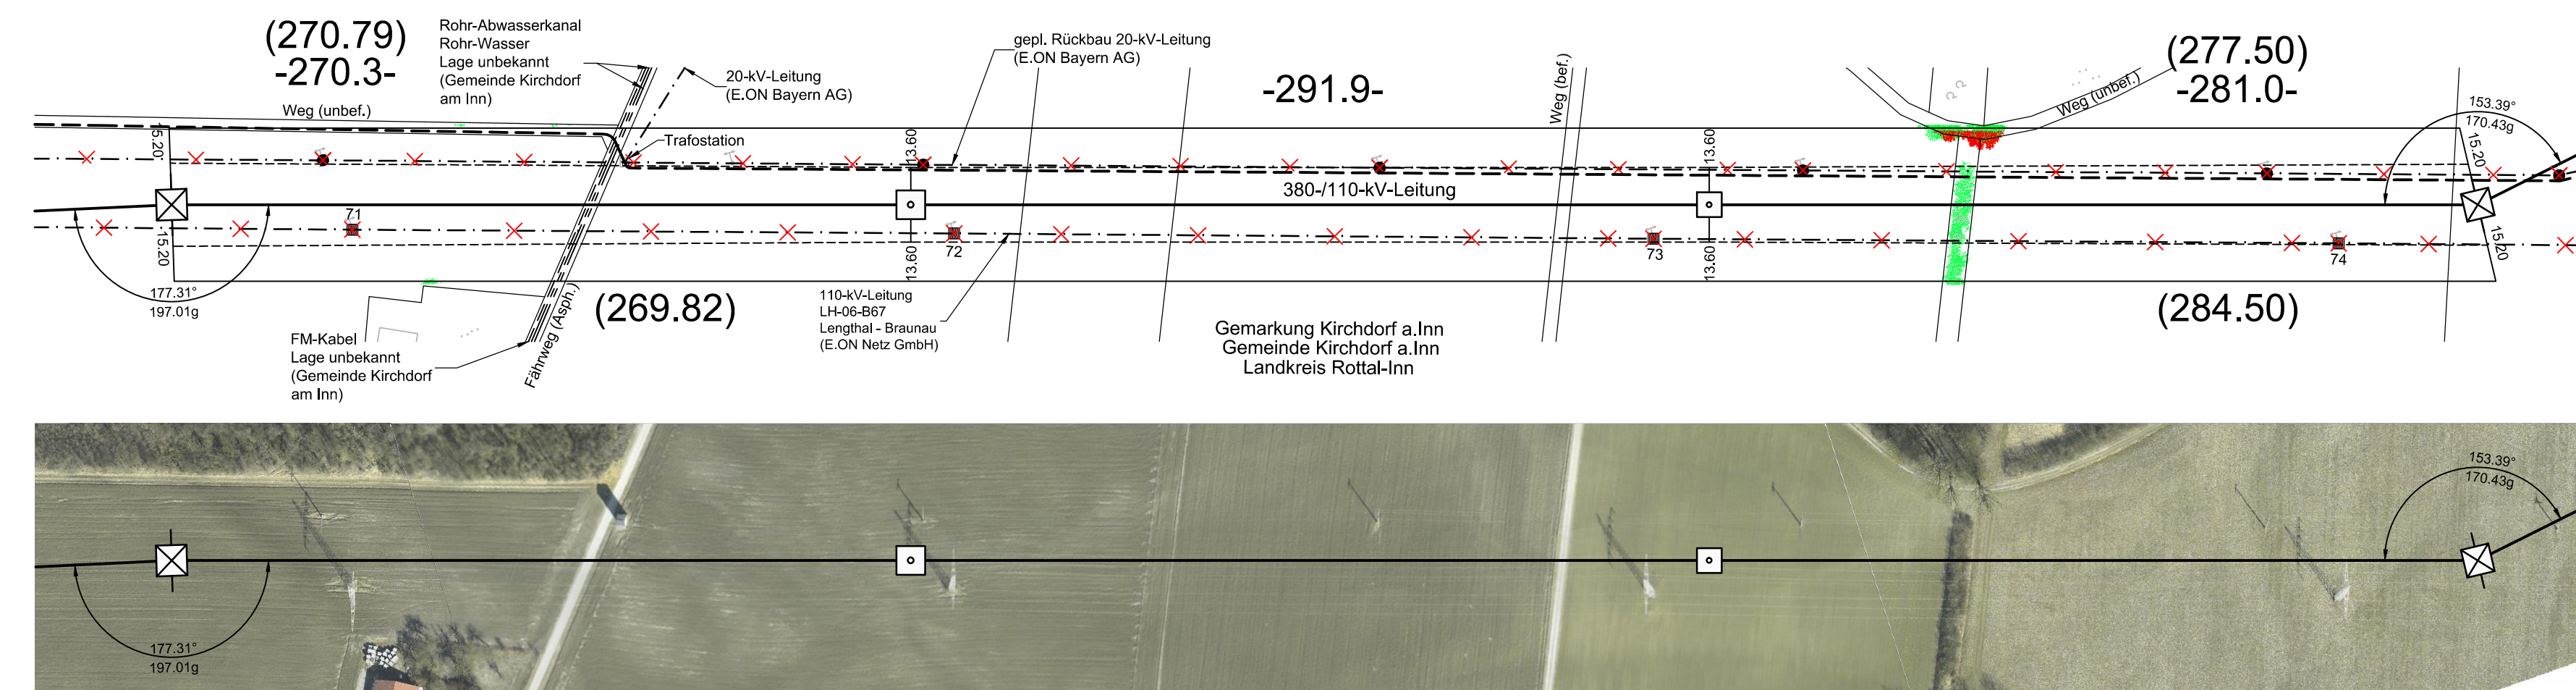 (270.79)
-270.3-
Rohr-Abwasserkanal
Rohr-Wasser
Lage unbekannt
(Gemeinde Kirchdorf
am Inn)
Weg (unbef.)
20-kV-Leitung
(E.ON Bayern AG)
Trafostation
gepl. Rückbau 20-kV-Leitung
(E.ON Bayern AG)
-291.9-
Weg (bef.)
(277.50)
-281.0-
Weg (unbef.)
153.39°
170.43g
15.20
15.20
13.60
13.60
15.20
15.20
13.60
13.60
380-/110-kV-Leitung
71
72
73
74
177.31°
197.01g
(269.82)
(284.50)
110-kV-Leitung
LH-06-B67
Lengthal - Braunau
(E.ON Netz GmbH)
Gemarkung Kirchdorf a.Inn
Gemeinde Kirchdorf a.Inn
Landkreis Rottal-Inn
FM-Kabel
Lage unbekannt
(Gemeinde Kirchdorf
am Inn)
Fährweg (Asph.)
153.39°
170.43g
177.31°
197.01g